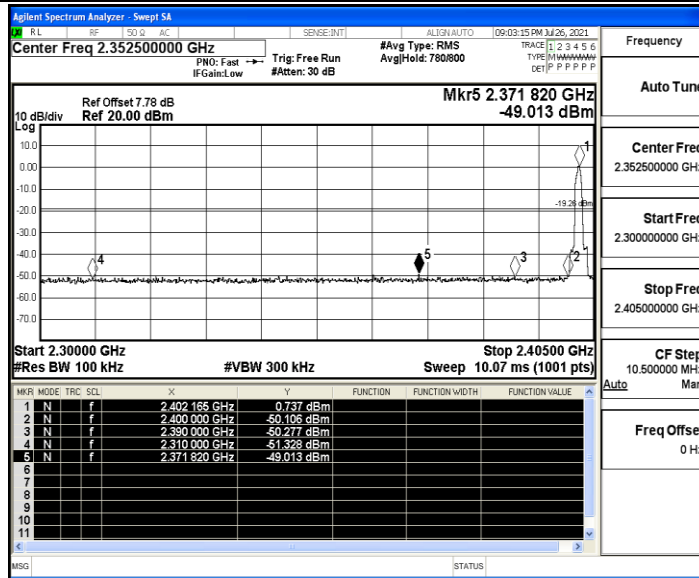 Agilent Spectrum Analyzer - Swept SA
RL RF 50 Ω AC SENSE:INT ALIGN AUTO 09:03:15 PM Jul 26, 2021
Center Freq 2.352500000 GHz
PNO: Fast
IFGain:Low
Trig: Free Run
#Atten: 30 dB
#Avg Type: RMS
Avg|Hold: 780/800
TRACE 1 2 3 4 5 6
TYPE MWWWWW
DET P P P P P P
Mkr5 2.371 820 GHz
-49.013 dBm
Ref Offset 7.78 dB
10 dB/div Ref 20.00 dBm
Log
10.0
0.00
-10.0
-20.0
-30.0
-40.0
-50.0
-60.0
-70.0
1
-19.26 dBm
4
5
3
2
Start 2.30000 GHz Stop 2.40500 GHz
#Res BW 100 kHz #VBW 300 kHz Sweep 10.07 ms (1001 pts)
MKR MODE TRC SCL X Y FUNCTION FUNCTION WIDTH FUNCTION VALUE
1 N f 2.402 165 GHz 0.737 dBm
2 N f 2.400 000 GHz -50.106 dBm
3 N f 2.390 000 GHz -50.277 dBm
4 N f 2.310 000 GHz -51.328 dBm
5 N f 2.371 820 GHz -49.013 dBm
6
7
8
9
10
11
MSG STATUS
Frequency
Auto Tune
Center Freq
2.352500000 GHz
Start Freq
2.300000000 GHz
Stop Freq
2.405000000 GHz
CF Step
10.500000 MHz
Auto Man
Freq Offset
0 Hz